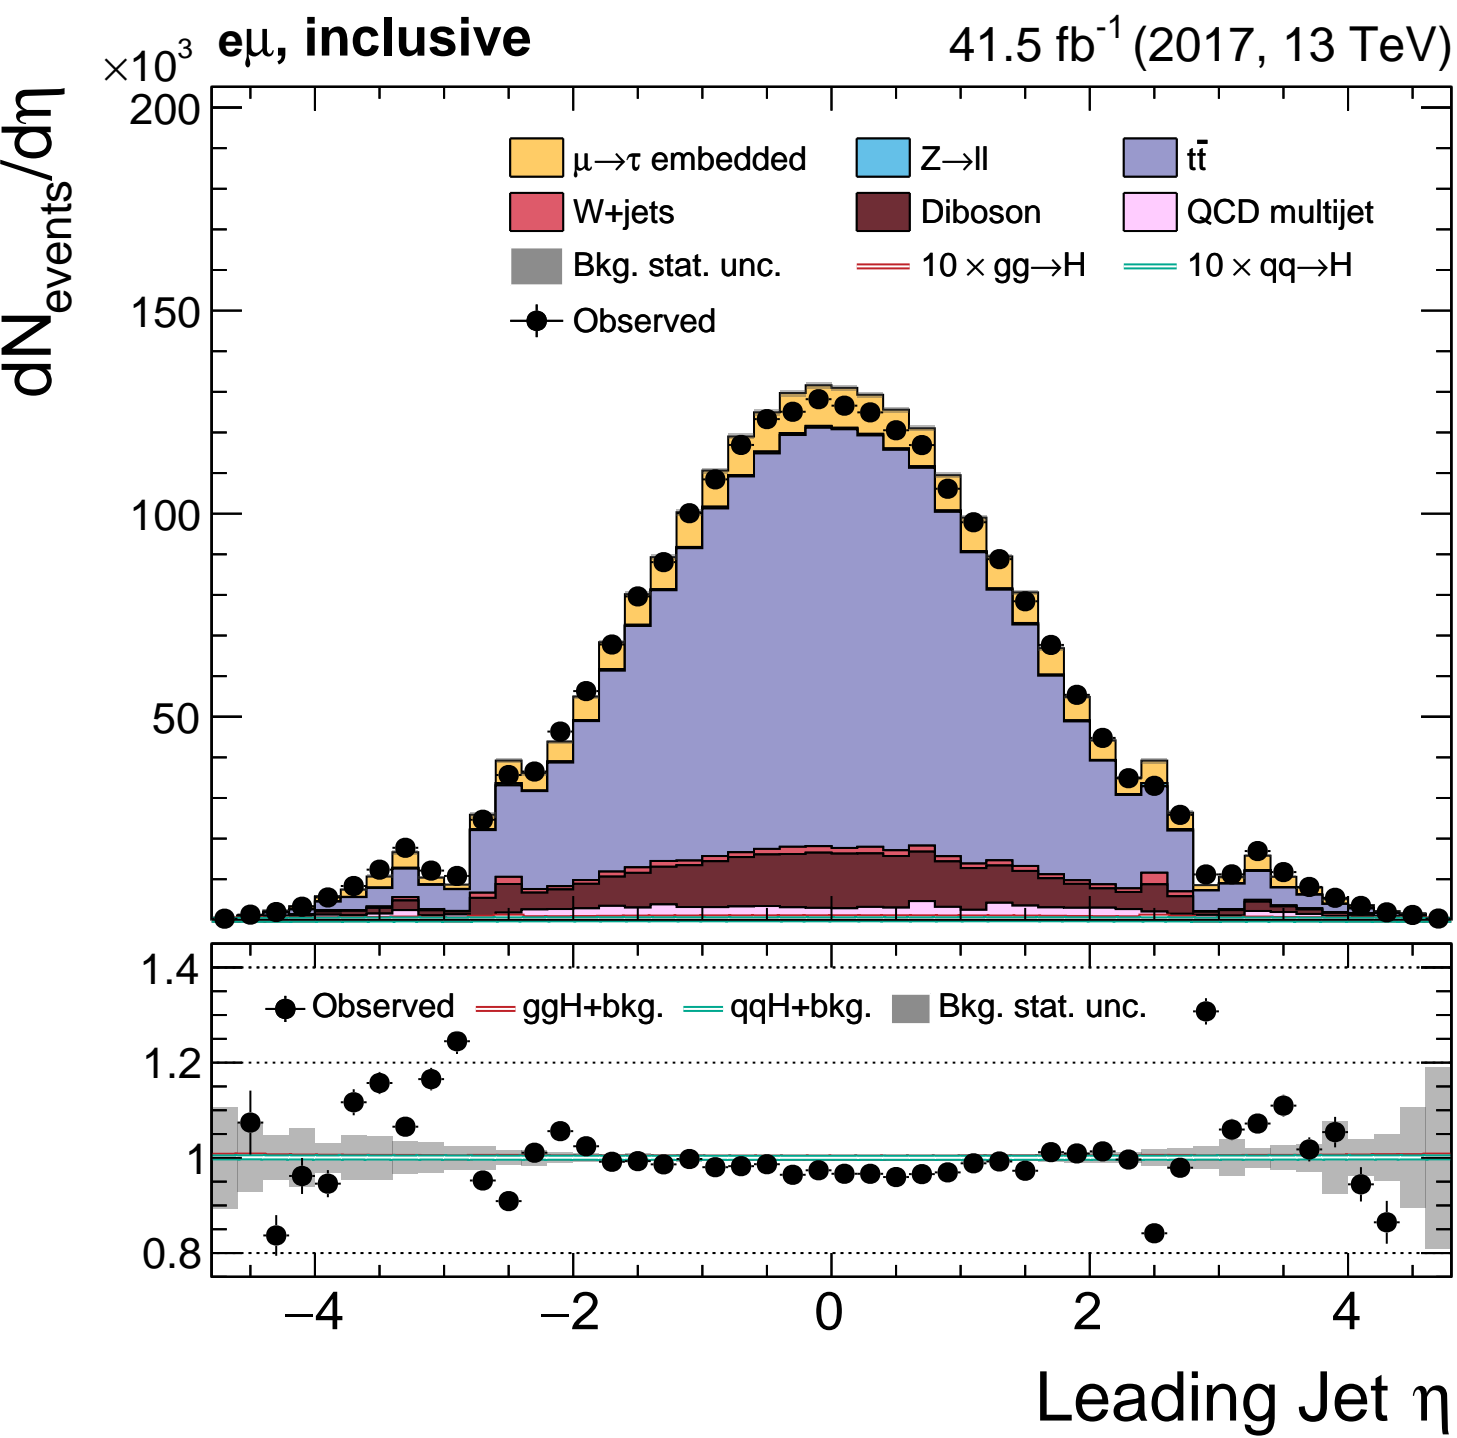 ×10³ eμ, inclusive 41.5 fb⁻¹ (2017, 13 TeV)
dN_events/dη
200
150
100
50
μ→τ embedded Z→ll tt̄
W+jets Diboson QCD multijet
Bkg. stat. unc. 10 × gg→H 10 × qq→H
Observed
1.4
1.2
1
0.8
Observed ggH+bkg. qqH+bkg. Bkg. stat. unc.
−4 −2 0 2 4
Leading Jet η